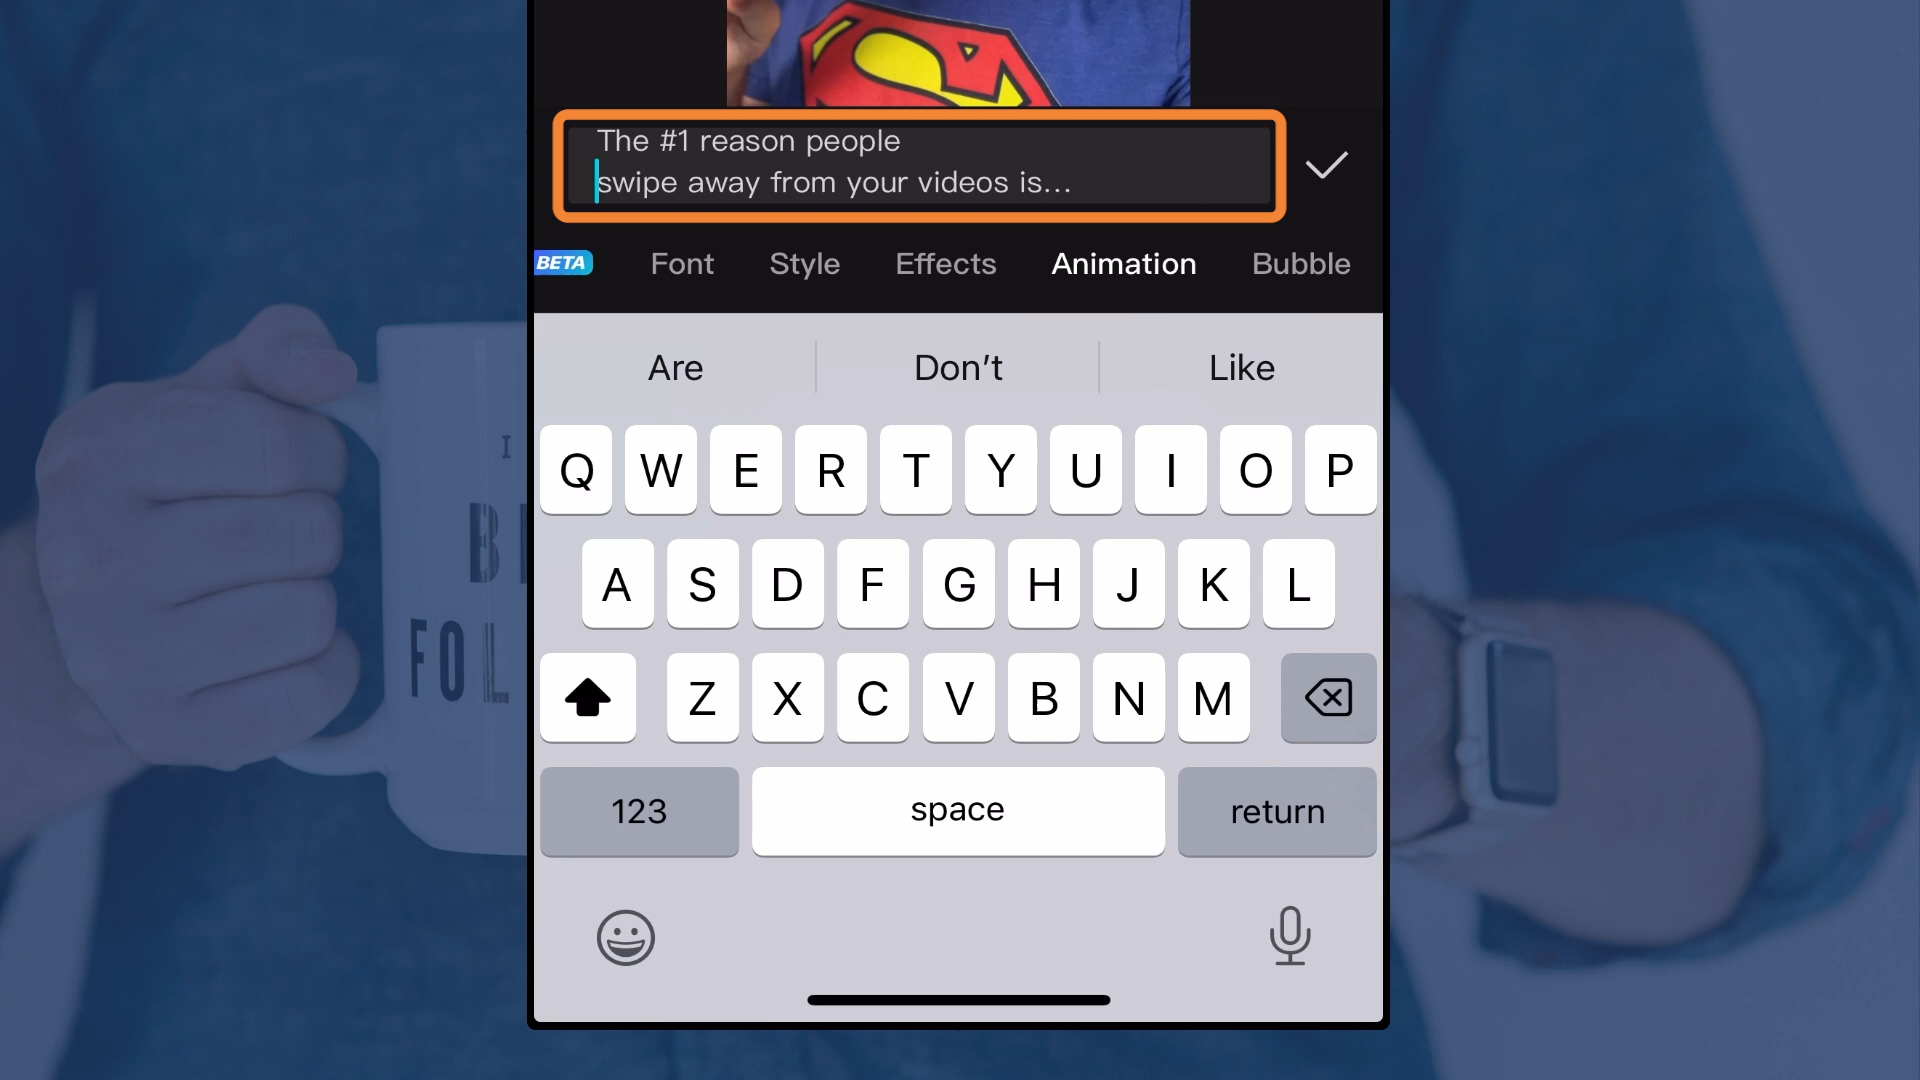 The #1 reason people
swipe away from your videos is...
BETA Font Style Effects Animation Bubble
Are Don't Like
Q W E R T Y U I O P
A S D F G H J K L
Z X C V B N M
123 space return
I
FOL